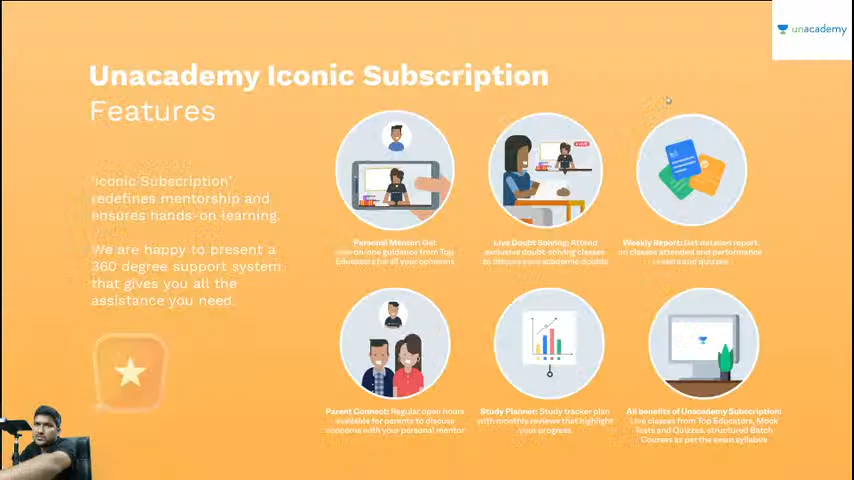 unacademy
Unacademy Iconic Subscription
Features
'Iconic Subscription'
redefines mentorship and
ensures hands-on learning.
We are happy to present a
360 degree support system
that gives you all the
assistance you need.
LIVE
Personal Mentor: Get
one-on-one guidance from Top
Educators for all your concerns
Live Doubt Solving: Attend
exclusive doubt-solving classes
to discuss your academic doubts
Weekly Report: Get detailed report
on classes attended and performance
in tests and quizzes
Parent Connect: Regular open hours
available for parents to discuss
concerns with your personal mentor
Study Planner: Study tracker plan
with monthly reviews that highlight
your progress
All benefits of Unacademy Subscription:
Live classes from Top Educators, Mock
Tests and Quizzes, structured Batch
Courses as per the exam syllabus